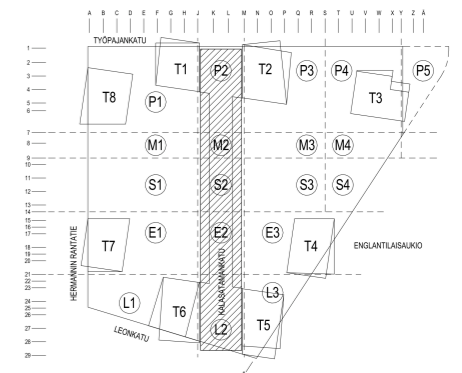 A B C D E F G H I J K L M N O P Q R S T U V W X Y Z Å
TYÖPAJANKATU
1
2
3
4
5
6
7
8
9
10
11
12
13
14
15
16
17
18
19
20
21
22
23
24
25
26
27
28
29
T1 P2 T2 P3 P4 P5
T8 P1 T3
M1 M2 M3 M4
S1 S2 S3 S4
E1 E2 E3 T4
T7
ENGLANTILAISAUKIO
HERMANNIN RANTATIE
KALASATAMANKATU
L1 T6 L3
L2 T5
LEONKATU